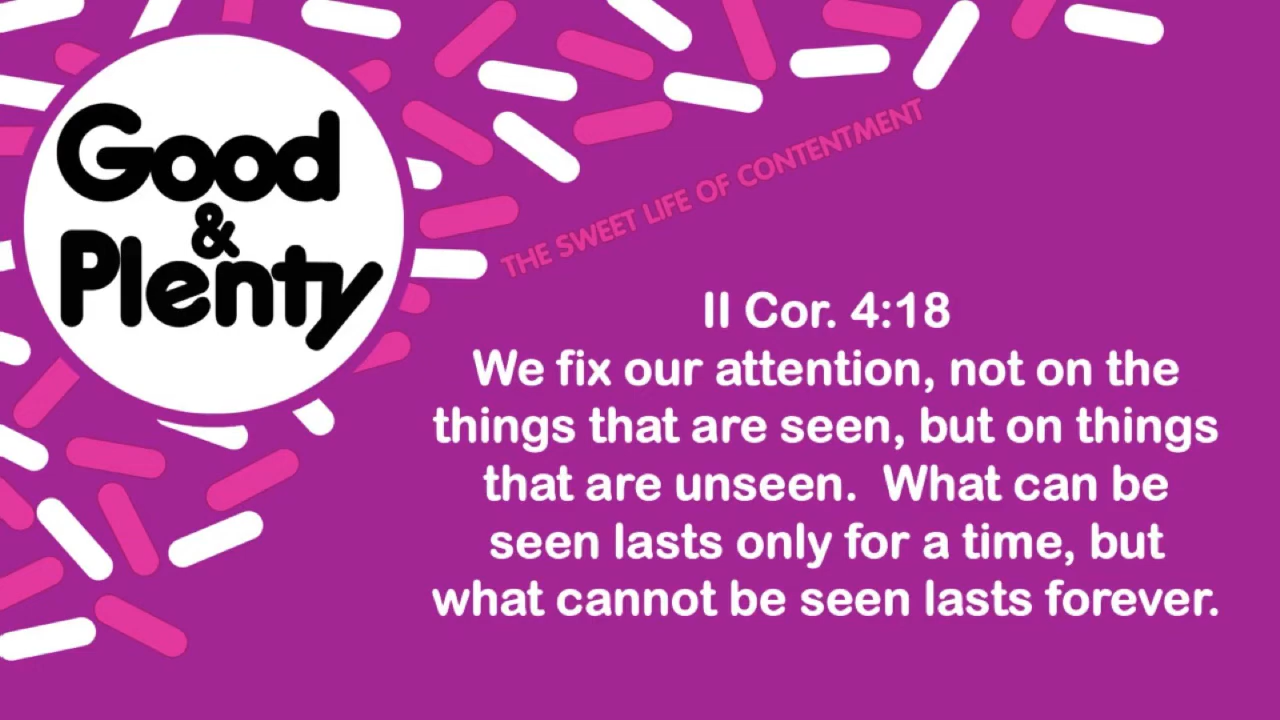 Good
&
Plenty
THE SWEET LIFE OF CONTENTMENT
II Cor. 4:18
We fix our attention, not on the
things that are seen, but on things
that are unseen.  What can be
seen lasts only for a time, but
what cannot be seen lasts forever.